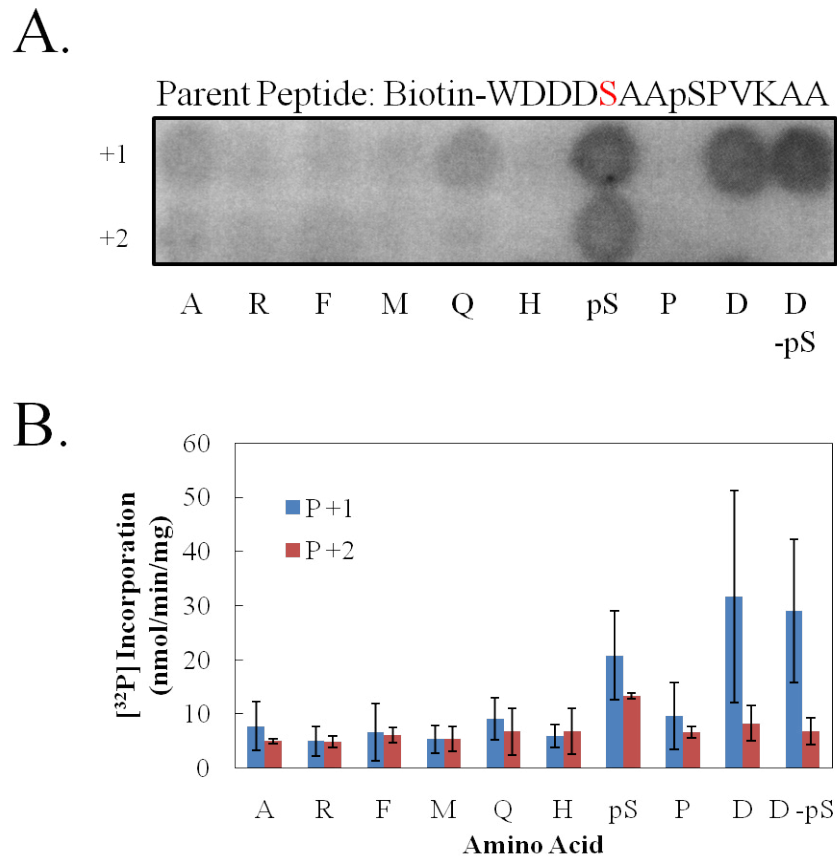 A.
Parent Peptide: Biotin-WDDDSAApSPVKAA
+1
+2
A R F M Q H pS P D D
-pS
B.
60
50
40
30
20
10
0
[³²P] Incorporation
(nmol/min/mg)
P +1
P +2
A R F M Q H pS P D D -pS
Amino Acid